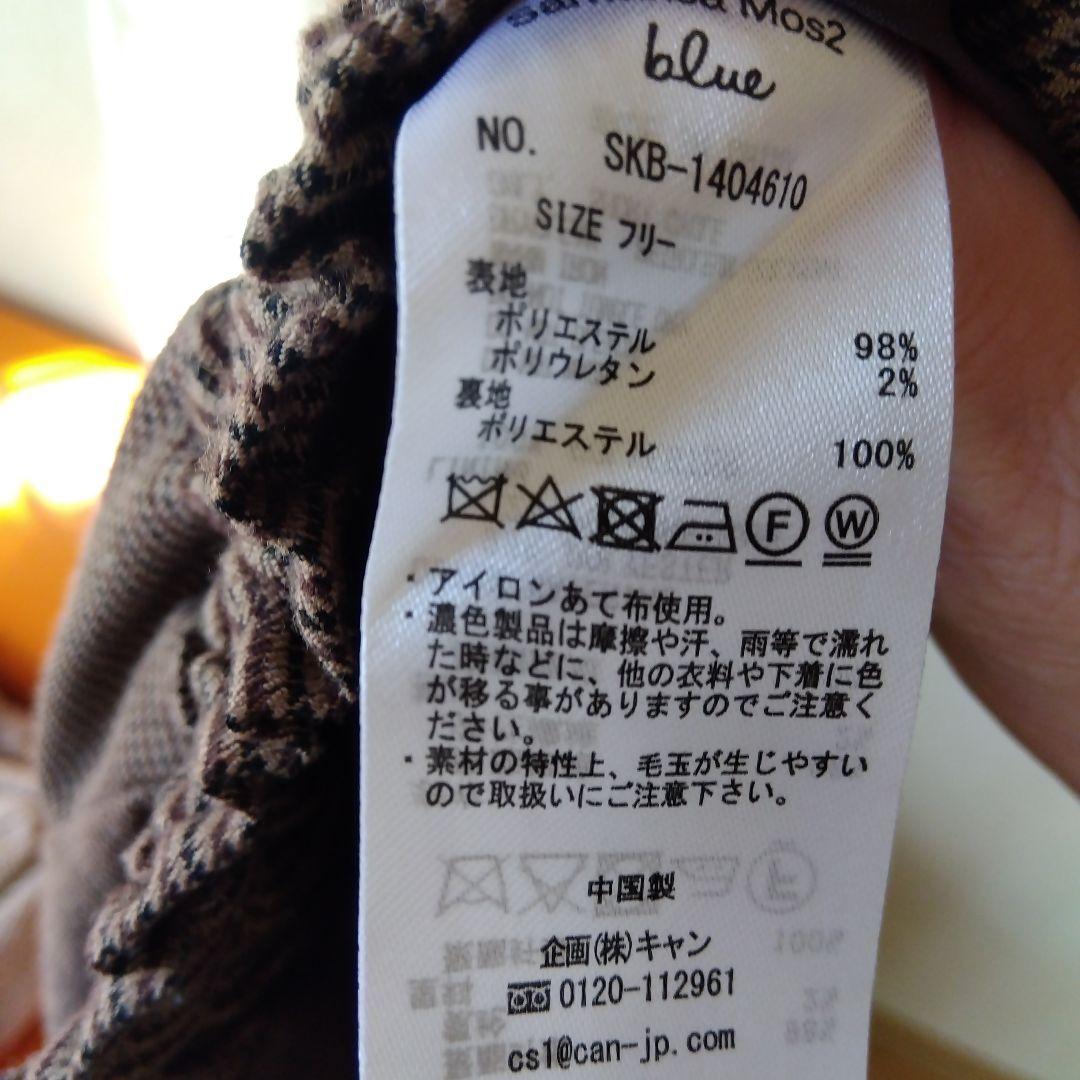 Mos2
blue
NO. SKB-1404610
SIZE フリー
表地
ポリエステル 98%
ポリウレタン 2%
裏地
ポリエステル 100%
F W
・アイロンあて布使用。
・濃色製品は摩擦や汗、雨等で濡れ
た時などに、他の衣料や下着に色
が移る事がありますのでご注意く
ださい。
・素材の特性上、毛玉が生じやすい
ので取扱いにご注意下さい。
中国製
企画(株)キャン
0120-112961
cs1@can-jp.com